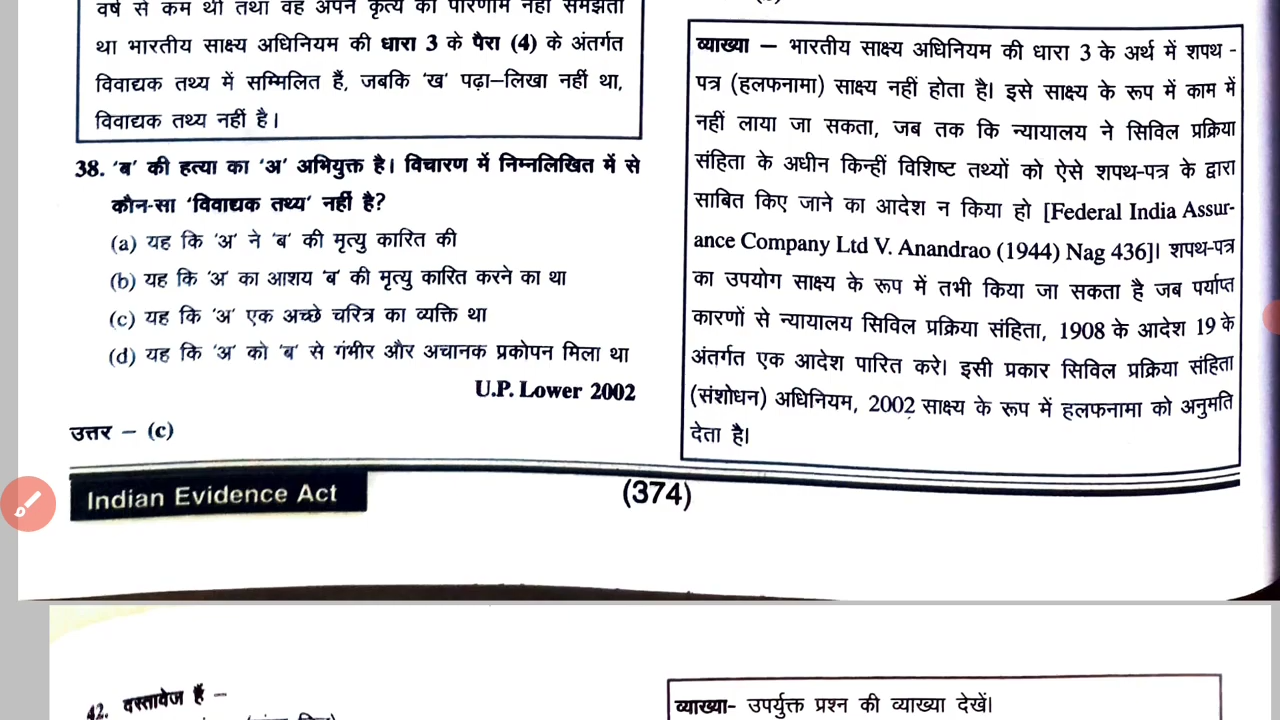 वर्ष से कम थी तथा वह अपने कृत्य का परिणाम नहीं समझता
था भारतीय साक्ष्य अधिनियम की धारा 3 के पैरा (4) के अंतर्गत
विवाद्यक तथ्य में सम्मिलित हैं, जबकि ‘ख’ पढ़ा–लिखा नहीं था,
विवाद्यक तथ्य नहीं है।
38. ‘ब’ की हत्या का ‘अ’ अभियुक्त है। विचारण में निम्नलिखित में से
कौन-सा ‘विवाद्यक तथ्य’ नहीं है?
(a) यह कि ‘अ’ ने ‘ब’ की मृत्यु कारित की
(b) यह कि ‘अ’ का आशय ‘ब’ की मृत्यु कारित करने का था
(c) यह कि ‘अ’ एक अच्छे चरित्र का व्यक्ति था
(d) यह कि ‘अ’ को ‘ब’ से गंभीर और अचानक प्रकोपन मिला था
U.P. Lower 2002
उत्तर – (c)
व्याख्या – भारतीय साक्ष्य अधिनियम की धारा 3 के अर्थ में शपथ -
पत्र (हलफनामा) साक्ष्य नहीं होता है। इसे साक्ष्य के रूप में काम में
नहीं लाया जा सकता, जब तक कि न्यायालय ने सिविल प्रक्रिया
संहिता के अधीन किन्हीं विशिष्ट तथ्यों को ऐसे शपथ-पत्र के द्वारा
साबित किए जाने का आदेश न किया हो [Federal India Assur-
ance Company Ltd V. Anandrao (1944) Nag 436]। शपथ-पत्र
का उपयोग साक्ष्य के रूप में तभी किया जा सकता है जब पर्याप्त
कारणों से न्यायालय सिविल प्रक्रिया संहिता, 1908 के आदेश 19 के
अंतर्गत एक आदेश पारित करे। इसी प्रकार सिविल प्रक्रिया संहिता
(संशोधन) अधिनियम, 2002 साक्ष्य के रूप में हलफनामा को अनुमति
देता है।
Indian Evidence Act
(374)
42. दस्तावेज हैं –
व्याख्या- उपर्युक्त प्रश्न की व्याख्या देखें।